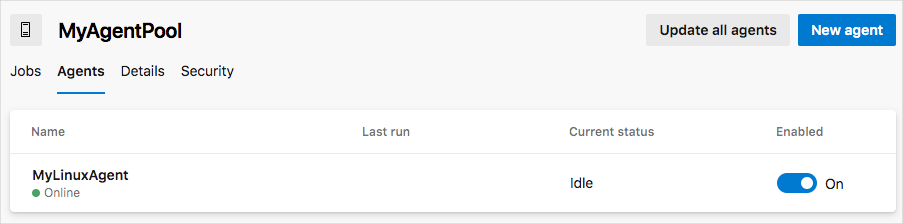 MyAgentPool
Update all agents
New agent
Jobs Agents Details Security
Name Last run Current status Enabled
MyLinuxAgent
Online
Idle
On